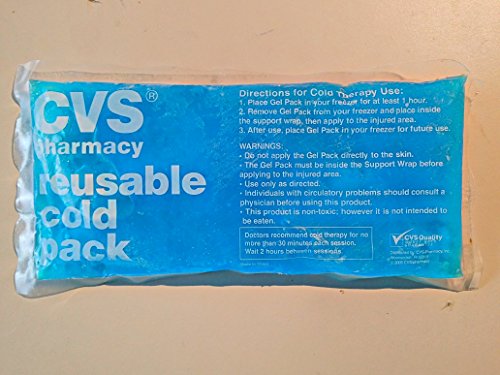 CVS®
pharmacy
reusable
cold
pack
Directions for Cold Therapy Use:
1. Place Gel Pack in your freezer for at least 1 hour.
2. Remove Gel Pack from your freezer and place inside
the support wrap, then apply to the injured area.
3. After use, place Gel Pack in your freezer for future use.
WARNINGS:
- Do not apply the Gel Pack directly to the skin.
- The Gel Pack must be inside the Support Wrap before
applying to the injured area.
- Use only as directed.
- Individuals with circulatory problems should consult a
physician before using this product.
- This product is non-toxic; however it is not intended to
be eaten.
Doctors recommend cold therapy for no
more than 30 minutes each session.
Wait 2 hours between sessions.
CVS Quality